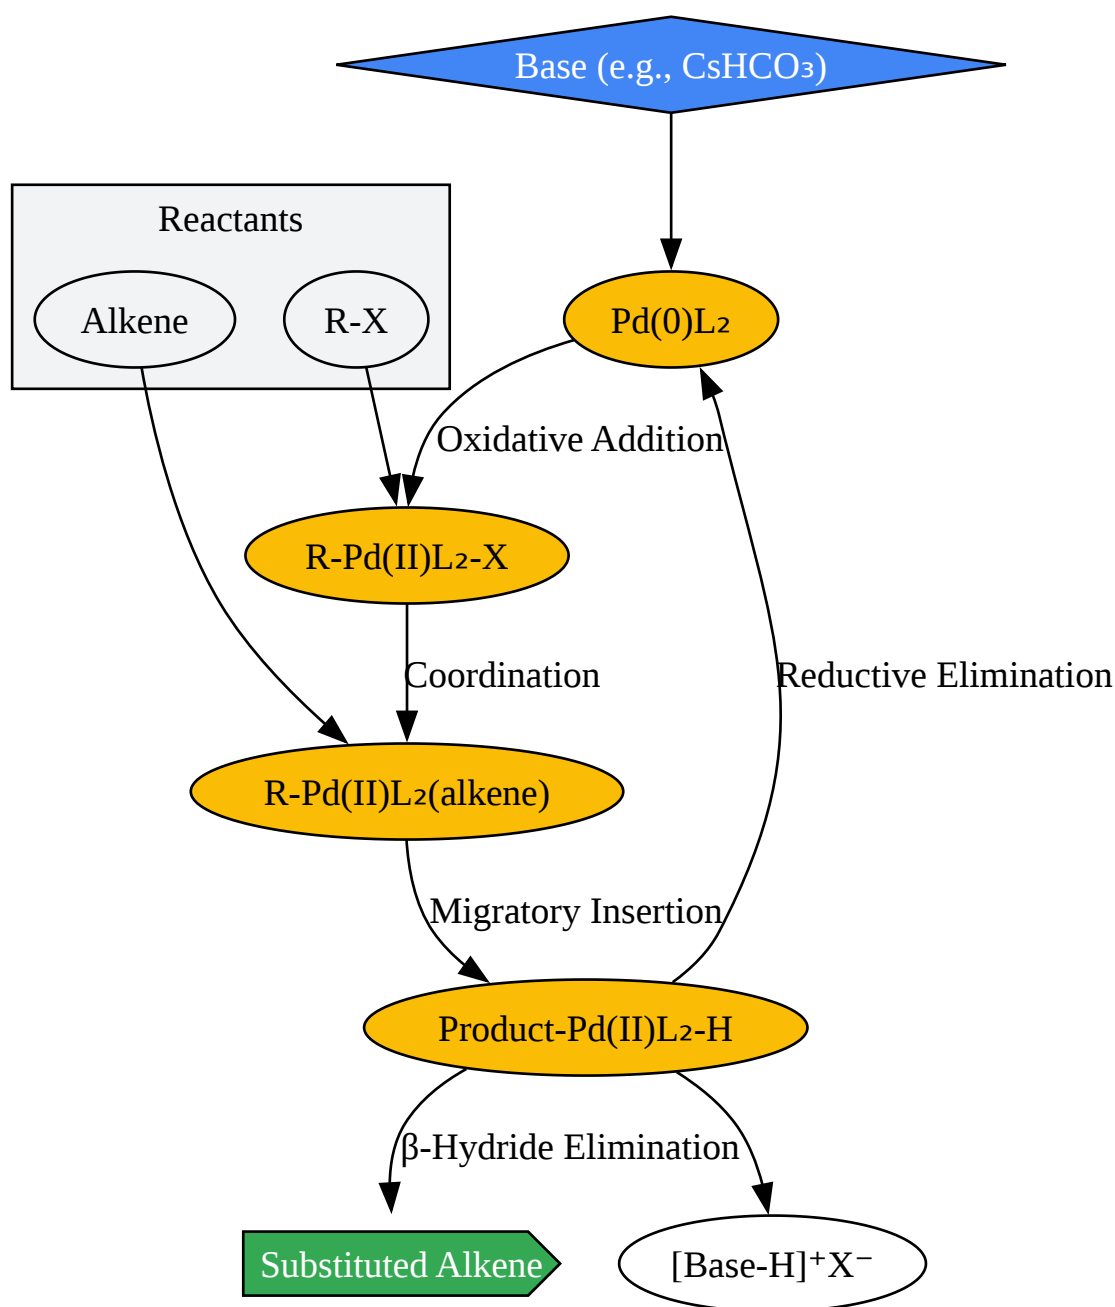 Base (e.g., CsHCO₃)
Reactants
Alkene
R-X
Pd(0)L₂
Oxidative Addition
R-Pd(II)L₂-X
Coordination
Reductive Elimination
R-Pd(II)L₂(alkene)
Migratory Insertion
Product-Pd(II)L₂-H
β-Hydride Elimination
Substituted Alkene
[Base-H]⁺X⁻